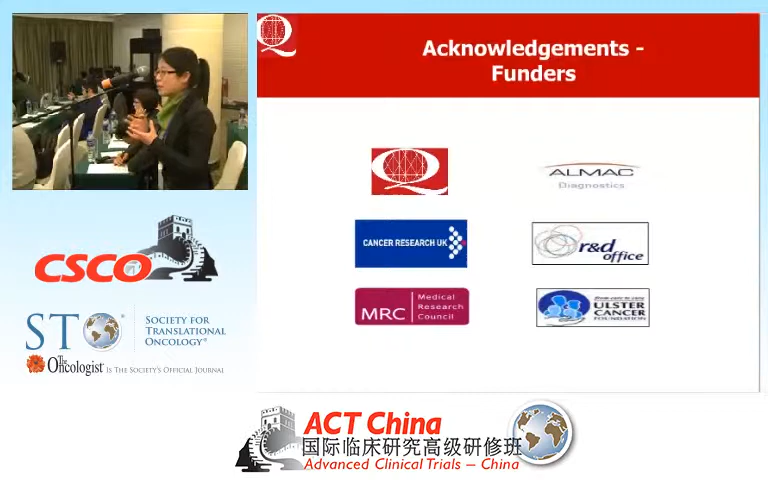 Acknowledgements -
Funders
Q
Q
ALMAC
Diagnostics
CANCER RESEARCH UK
r&d
office
MRC
Medical
Research
Council
ULSTER
CANCER
FOUNDATION
CSCO
STO
SOCIETY FOR
TRANSLATIONAL
ONCOLOGY®
The
Oncologist® IS THE SOCIETY'S OFFICIAL JOURNAL
ACT China
国际临床研究高级研修班
Advanced Clinical Trials – China